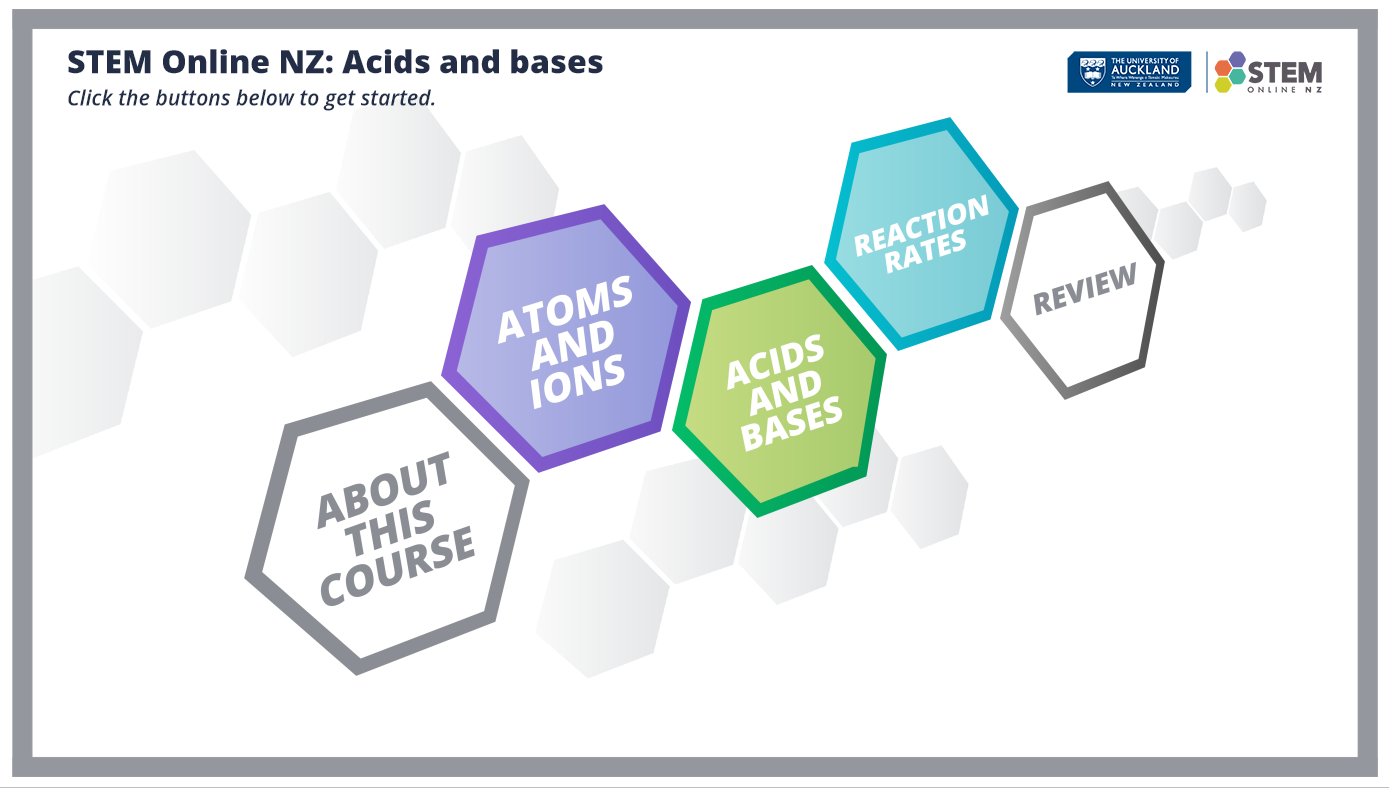 STEM Online NZ: Acids and bases
Click the buttons below to get started.
THE UNIVERSITY OF
AUCKLAND
Te Whare Wānanga o Tāmaki Makaurau
NEW ZEALAND
STEM
ONLINE NZ
ABOUT
THIS
COURSE
ATOMS
AND
IONS
ACIDS
AND
BASES
REACTION
RATES
REVIEW